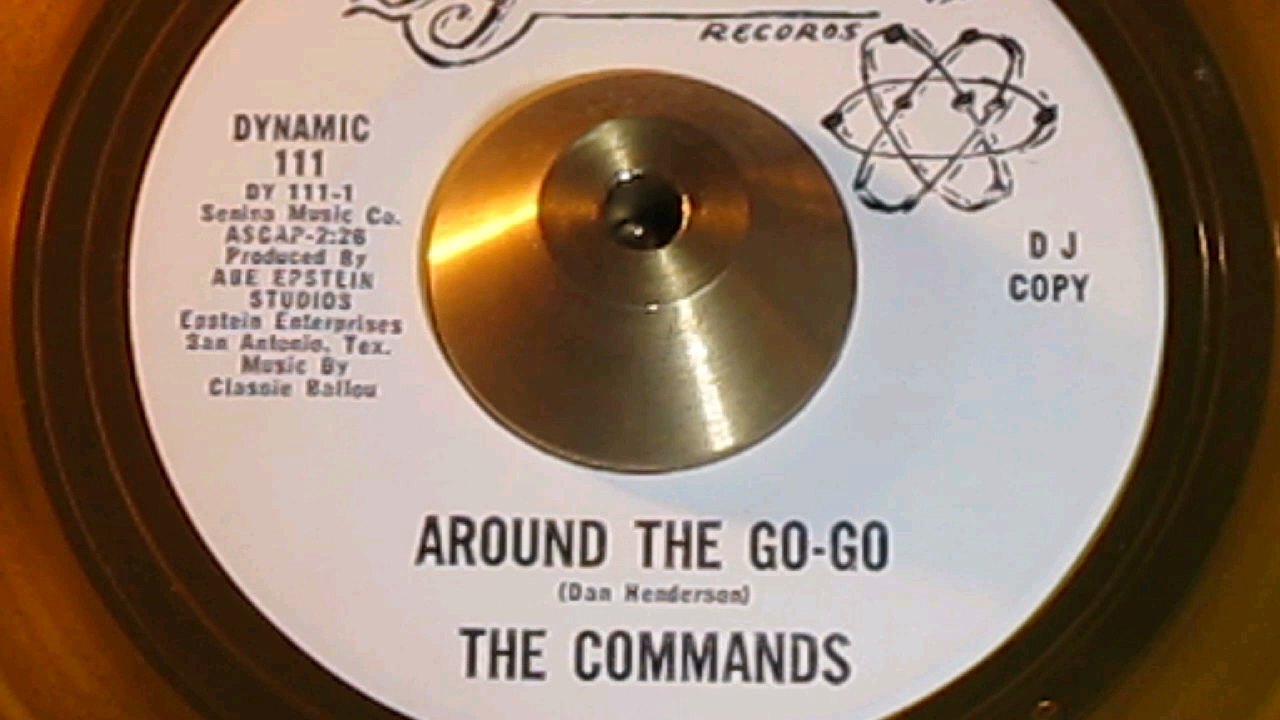 RECORDS
DYNAMIC
111
DY 111-1
Senina Music Co.
ASCAP-2:26
Produced By
ABE EPSTEIN
STUDIOS
Epstein Enterprises
San Antonio, Tex.
Music By
Classie Ballou
D J
COPY
AROUND THE GO-GO
(Dan Henderson)
THE COMMANDS